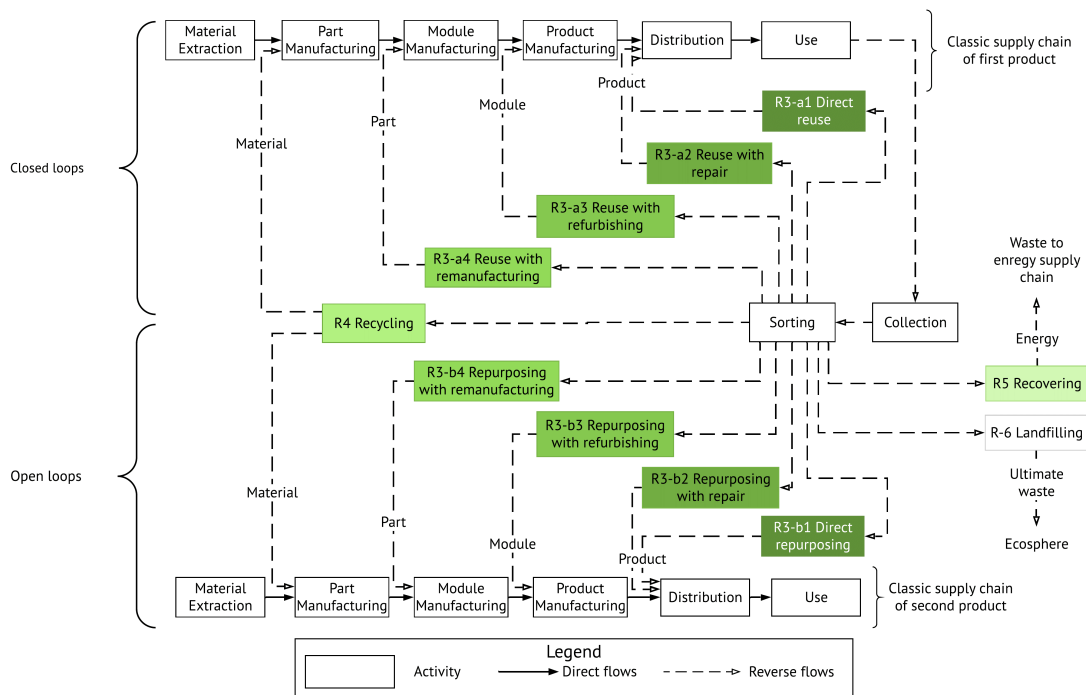 Material
Extraction
Part
Manufacturing
Module
Manufacturing
Product
Manufacturing
Distribution
Use
Classic supply chain
of first product
Product
R3-a1 Direct
reuse
Module
Part
Material
R3-a2 Reuse with
repair
Closed loops
R3-a3 Reuse with
refurbishing
R3-a4 Reuse with
remanufacturing
Waste to
enregy supply
chain
R4 Recycling
Sorting
Collection
Energy
R3-b4 Repurposing
with remanufacturing
R5 Recovering
R3-b3 Repurposing
with refurbishing
R-6 Landfilling
Open loops
R3-b2 Repurposing
with repair
Ultimate
waste
Material
Part
Module
R3-b1 Direct
repurposing
Ecosphere
Product
Material
Extraction
Part
Manufacturing
Module
Manufacturing
Product
Manufacturing
Distribution
Use
Classic supply chain
of second product
Legend
Activity
Direct flows
Reverse flows